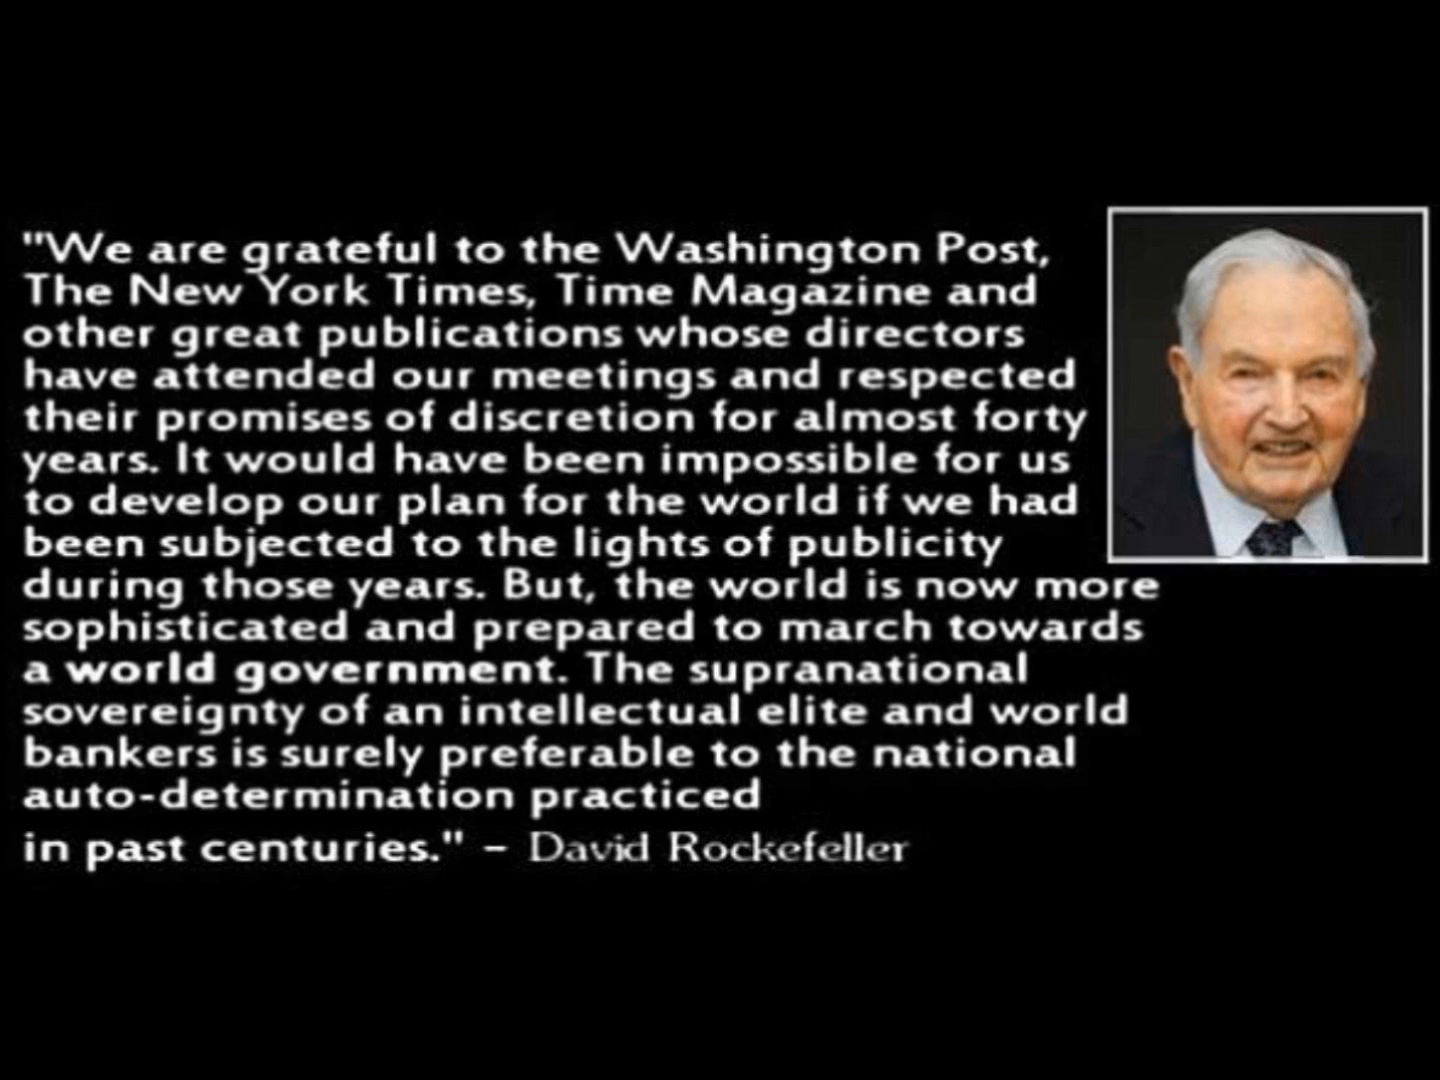 "We are grateful to the Washington Post,
The New York Times, Time Magazine and
other great publications whose directors
have attended our meetings and respected
their promises of discretion for almost forty
years. It would have been impossible for us
to develop our plan for the world if we had
been subjected to the lights of publicity
during those years. But, the world is now more
sophisticated and prepared to march towards
a world government. The supranational
sovereignty of an intellectual elite and world
bankers is surely preferable to the national
auto-determination practiced
in past centuries." - David Rockefeller